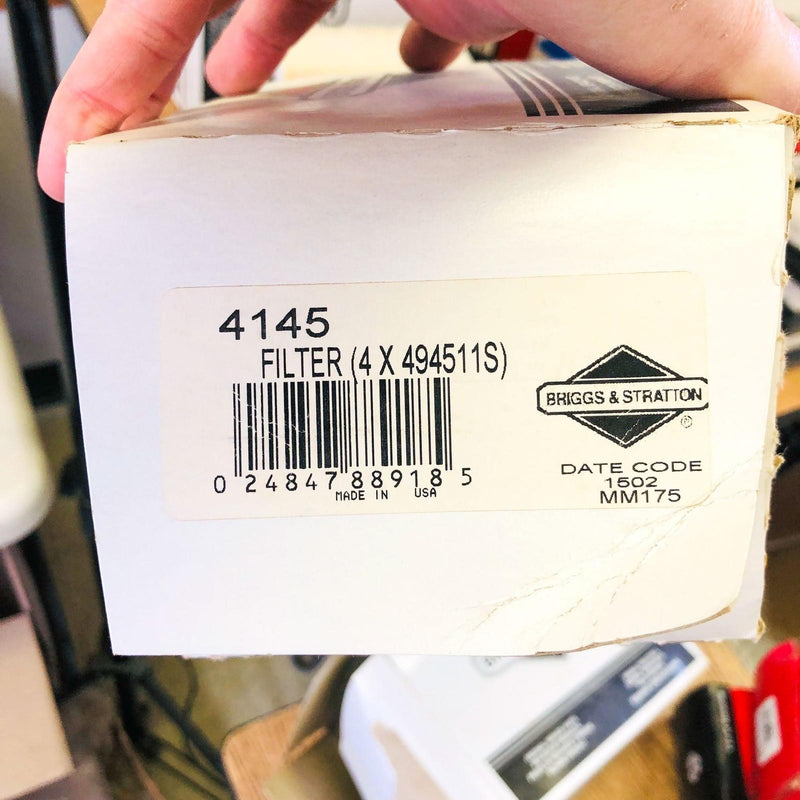 4145
FILTER (4 X 494511S)
0 24847 88918 5
MADE IN USA
BRIGGS & STRATTON
®
DATE CODE
1502
MM175